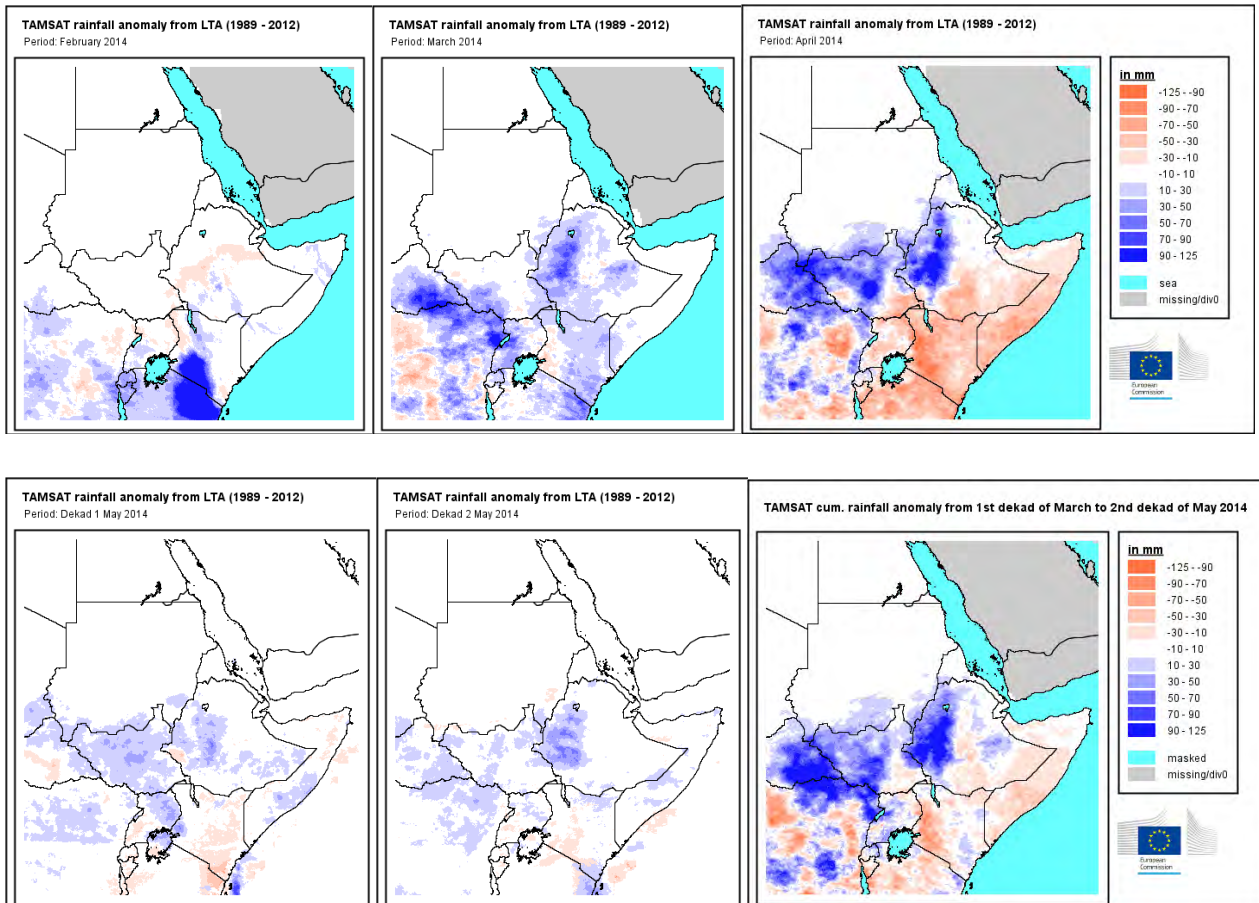 TAMSAT rainfall anomaly from LTA (1989 - 2012)
Period: February 2014
TAMSAT rainfall anomaly from LTA (1989 - 2012)
Period: March 2014
TAMSAT rainfall anomaly from LTA (1989 - 2012)
Period: April 2014
in mm
-125 - -90
-90 - -70
-70 - -50
-50 - -30
-30 - -10
-10 - 10
10 - 30
30 - 50
50 - 70
70 - 90
90 - 125
sea
missing/div0
European
Commission
TAMSAT rainfall anomaly from LTA (1989 - 2012)
Period: Dekad 1 May 2014
TAMSAT rainfall anomaly from LTA (1989 - 2012)
Period: Dekad 2 May 2014
TAMSAT cum. rainfall anomaly from 1st dekad of March to 2nd dekad of May 2014
in mm
-125 - -90
-90 - -70
-70 - -50
-50 - -30
-30 - -10
-10 - 10
10 - 30
30 - 50
50 - 70
70 - 90
90 - 125
masked
missing/div0
European
Commission